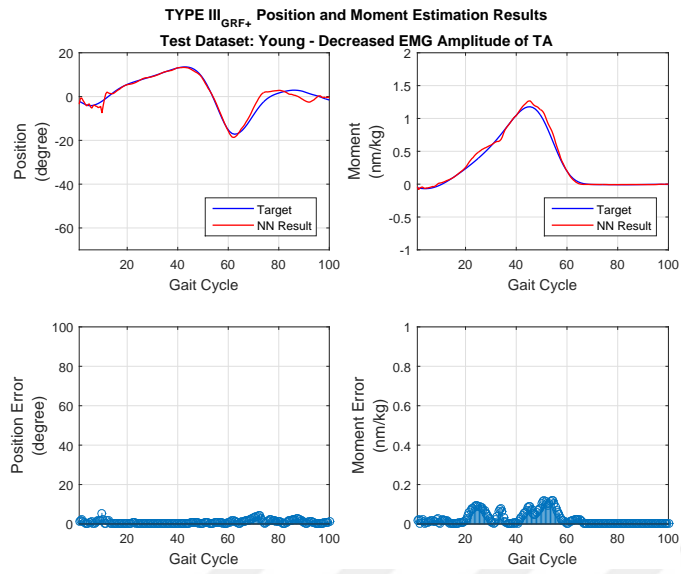 TYPE III_GRF+ Position and Moment Estimation Results
Test Dataset: Young - Decreased EMG Amplitude of TA
20
0
-20
-40
-60
Position
(degree)
Target
NN Result
20 40 60 80 100
Gait Cycle
2
1.5
1
0.5
0
-0.5
-1
Moment
(nm/kg)
Target
NN Result
20 40 60 80 100
Gait Cycle
100
80
60
40
20
0
Position Error
(degree)
20 40 60 80 100
Gait Cycle
1
0.8
0.6
0.4
0.2
0
Moment Error
(nm/kg)
20 40 60 80 100
Gait Cycle